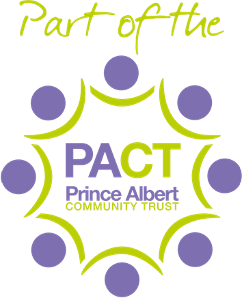 Part of the
PACT
Prince Albert
COMMUNITY TRUST